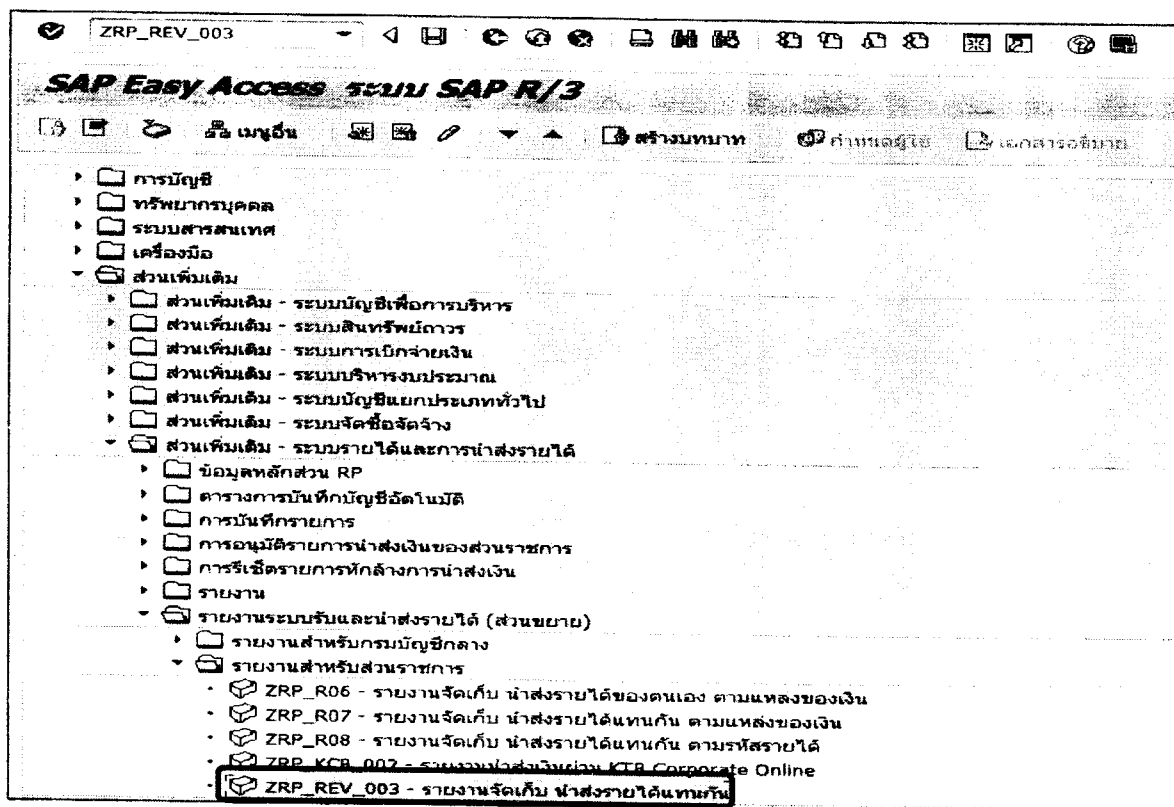 ZRP_REV_003
SAP Easy Access ระบบ SAP R/3
เมนูอื่น สร้างบทบาท กำหนดผู้ใช้ เอกสารอธิบาย
การบัญชี
ทรัพยากรบุคคล
ระบบสารสนเทศ
เครื่องมือ
ส่วนเพิ่มเติม
ส่วนเพิ่มเติม - ระบบบัญชีเพื่อการบริหาร
ส่วนเพิ่มเติม - ระบบสินทรัพย์ถาวร
ส่วนเพิ่มเติม - ระบบการเบิกจ่ายเงิน
ส่วนเพิ่มเติม - ระบบบริหารงบประมาณ
ส่วนเพิ่มเติม - ระบบบัญชีแยกประเภททั่วไป
ส่วนเพิ่มเติม - ระบบจัดซื้อจัดจ้าง
ส่วนเพิ่มเติม - ระบบรายได้และการนำส่งรายได้
ข้อมูลหลักส่วน RP
ตารางการบันทึกบัญชีอัตโนมัติ
การบันทึกรายการ
การอนุมัติรายการนำส่งเงินของส่วนราชการ
การรีเซ็ตรายการหักล้างการนำส่งเงิน
รายงาน
รายงานระบบรับและนำส่งรายได้ (ส่วนขยาย)
รายงานสำหรับกรมบัญชีกลาง
รายงานสำหรับส่วนราชการ
ZRP_R06 - รายงานจัดเก็บ นำส่งรายได้ของตนเอง ตามแหล่งของเงิน
ZRP_R07 - รายงานจัดเก็บ นำส่งรายได้แทนกัน ตามแหล่งของเงิน
ZRP_R08 - รายงานจัดเก็บ นำส่งรายได้แทนกัน ตามรหัสรายได้
ZRP_KCB_002 - รายงานนำส่งเงินผ่าน KTB Corporate Online
ZRP_REV_003 - รายงานจัดเก็บ นำส่งรายได้แทนกัน